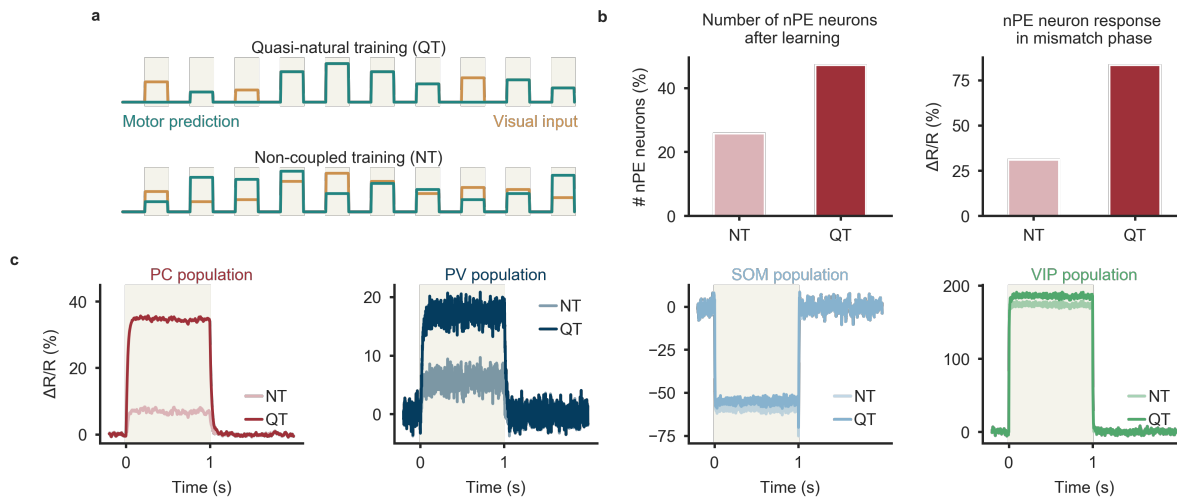 a
Quasi-natural training (QT)
Motor prediction
Visual input
Non-coupled training (NT)
b
Number of nPE neurons
after learning
# nPE neurons (%)
40
20
0
NT
QT
nPE neuron response
in mismatch phase
ΔR/R (%)
75
50
25
0
NT
QT
c
PC population
ΔR/R (%)
40
20
0
NT
QT
0
1
Time (s)
PV population
20
10
0
NT
QT
0
1
Time (s)
SOM population
0
−25
−50
−75
NT
QT
0
1
Time (s)
VIP population
200
100
0
NT
QT
0
1
Time (s)